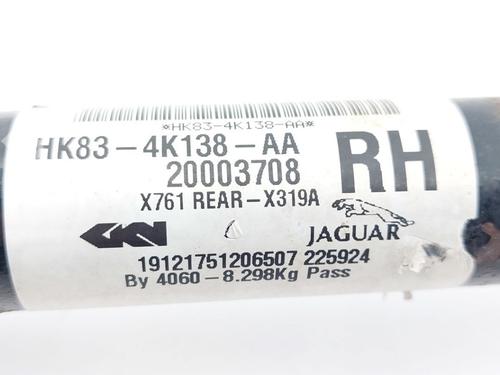 *HK83-4K138-AA*
HK83-4K138-AA
RH
20003708
X761 REAR-X319A
GKN
JAGUAR
19121751206507 225924
By 4060-8.298Kg Pass